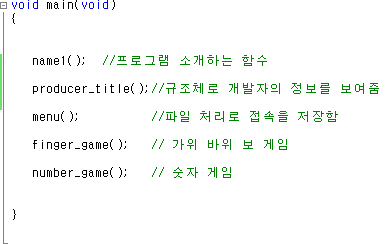 void main(void)
{
name1(); //프로그램 소개하는 함수
producer_title();//규조체로 개발자의 정보를 보여줌
menu(); //파일 처리로 접속을 저장함
finger_game(); // 가위 바위 보 게임
number_game(); // 숫자 게임
}